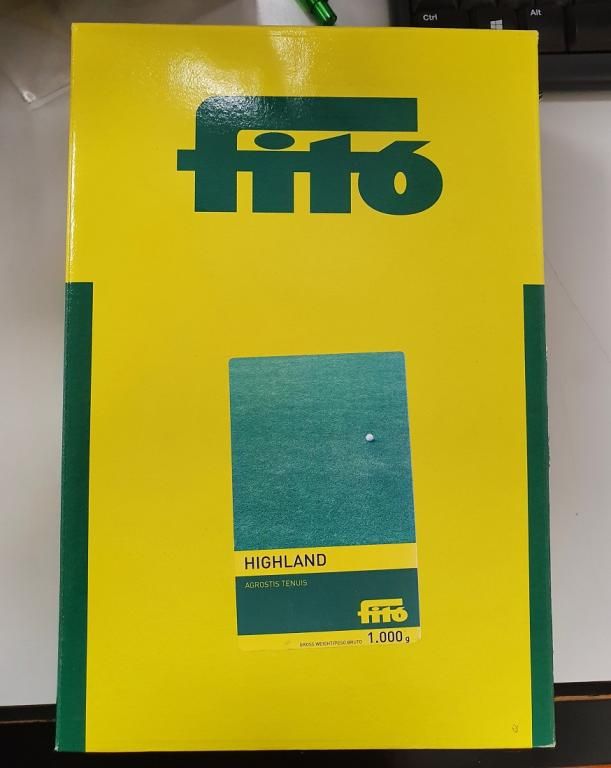 Ctrl
Alt
fitó
HIGHLAND
AGROSTIS TENUIS
fitó
GROSS WEIGHT/PESO BRUTO 1.000 g